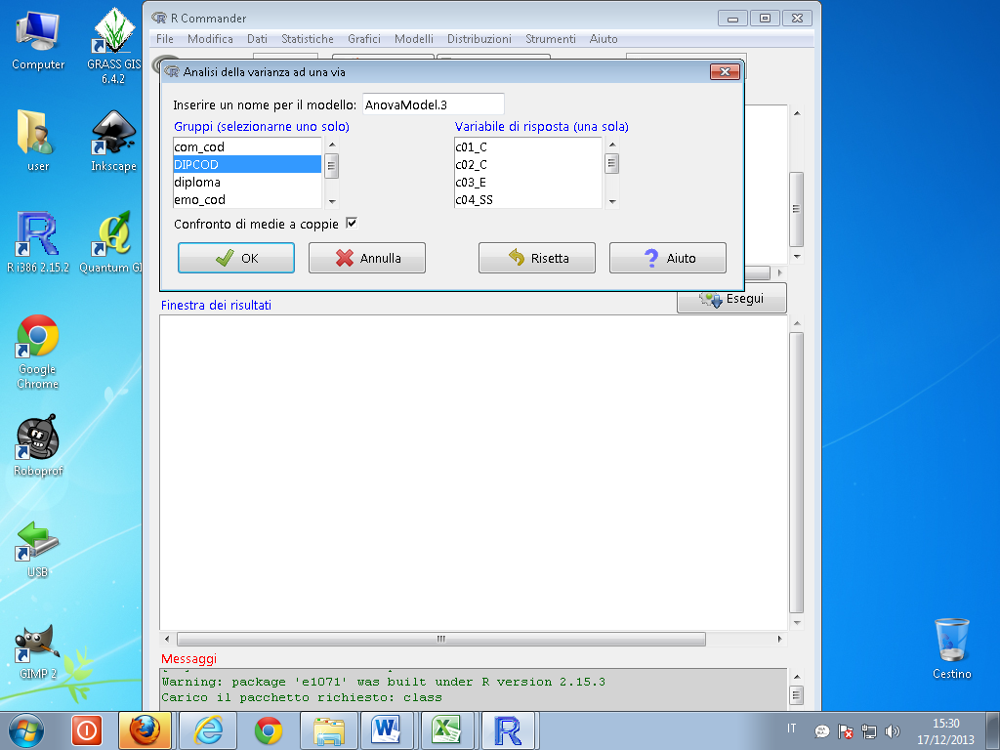 Computer
GRASS GIS
6.4.2
user
Inkscape
R i386 2.15.2
Quantum GI
Google
Chrome
Roboprof
USB
GIMP 2
R Commander
File Modifica Dati Statistiche Grafici Modelli Distribuzioni Strumenti Aiuto
Analisi della varianza ad una via
Inserire un nome per il modello: AnovaModel.3
Gruppi (selezionarne uno solo)
com_cod
DIPCOD
diploma
emo_cod
Variabile di risposta (una sola)
c01_C
c02_C
c03_E
c04_SS
Confronto di medie a coppie
OK
Annulla
Risetta
Aiuto
Esegui
Finestra dei risultati
Messaggi
Warning: package 'e1071' was built under R version 2.15.3
Carico il pacchetto richiesto: class
Cestino
IT
15:30
17/12/2013